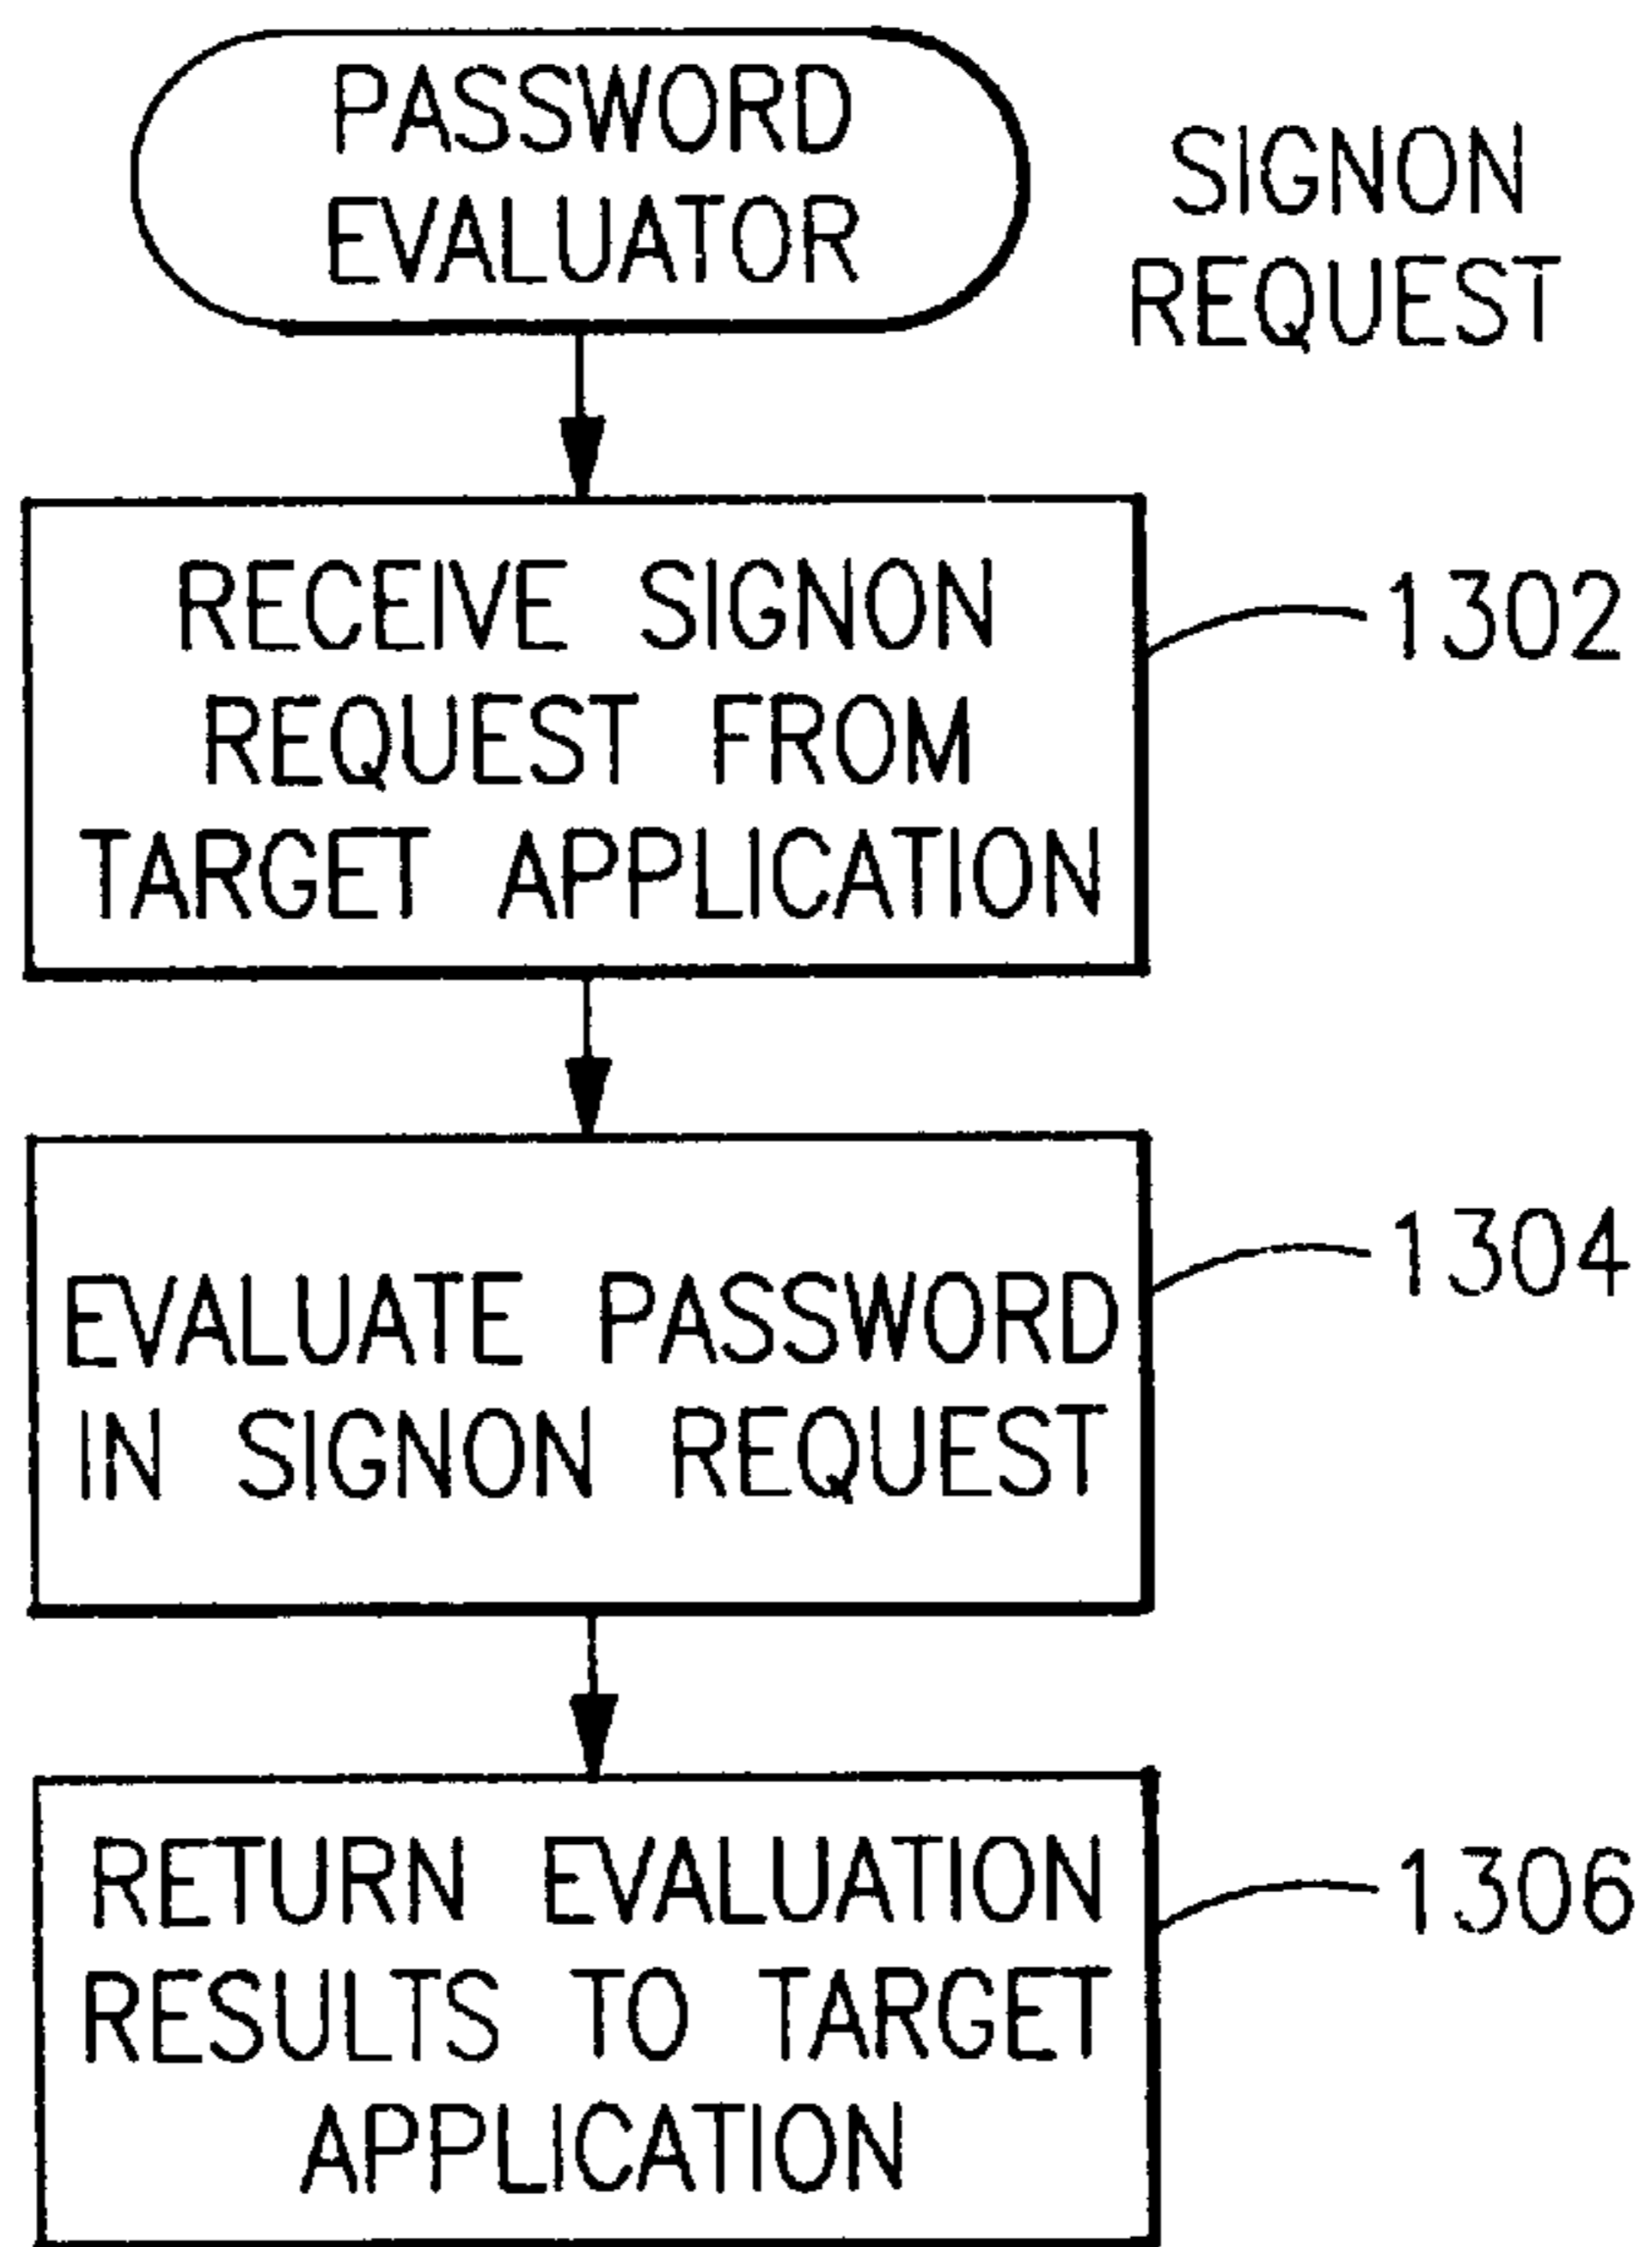 PASSWORD
EVALUATOR
SIGNON
REQUEST
RECEIVE SIGNON
REQUEST FROM
TARGET APPLICATION
1302
EVALUATE PASSWORD
IN SIGNON REQUEST
1304
RETURN EVALUATION
RESULTS TO TARGET
APPLICATION
1306